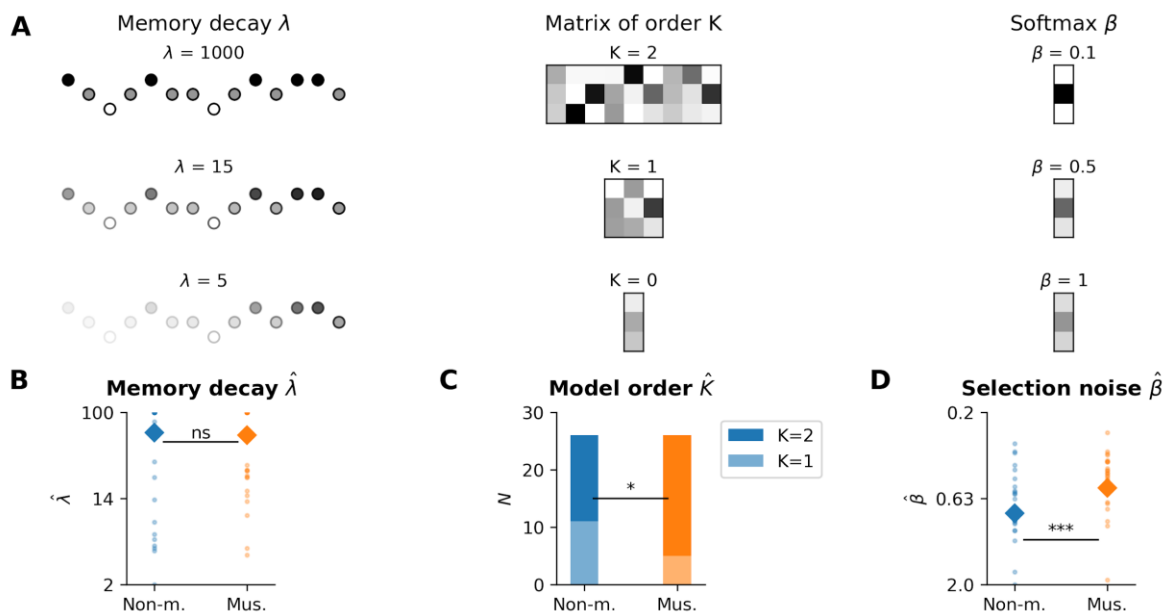 A
Memory decay λ
Matrix of order K
Softmax β
λ = 1000
K = 2
β = 0.1
λ = 15
K = 1
β = 0.5
λ = 5
K = 0
β = 1
B
Memory decay λ̂
100
14
2
λ̂
ns
Non-m.
Mus.
C
Model order K̂
30
20
10
0
N
*
K=2
K=1
Non-m.
Mus.
D
Selection noise β̂
0.2
0.63
2.0
β̂
***
Non-m.
Mus.